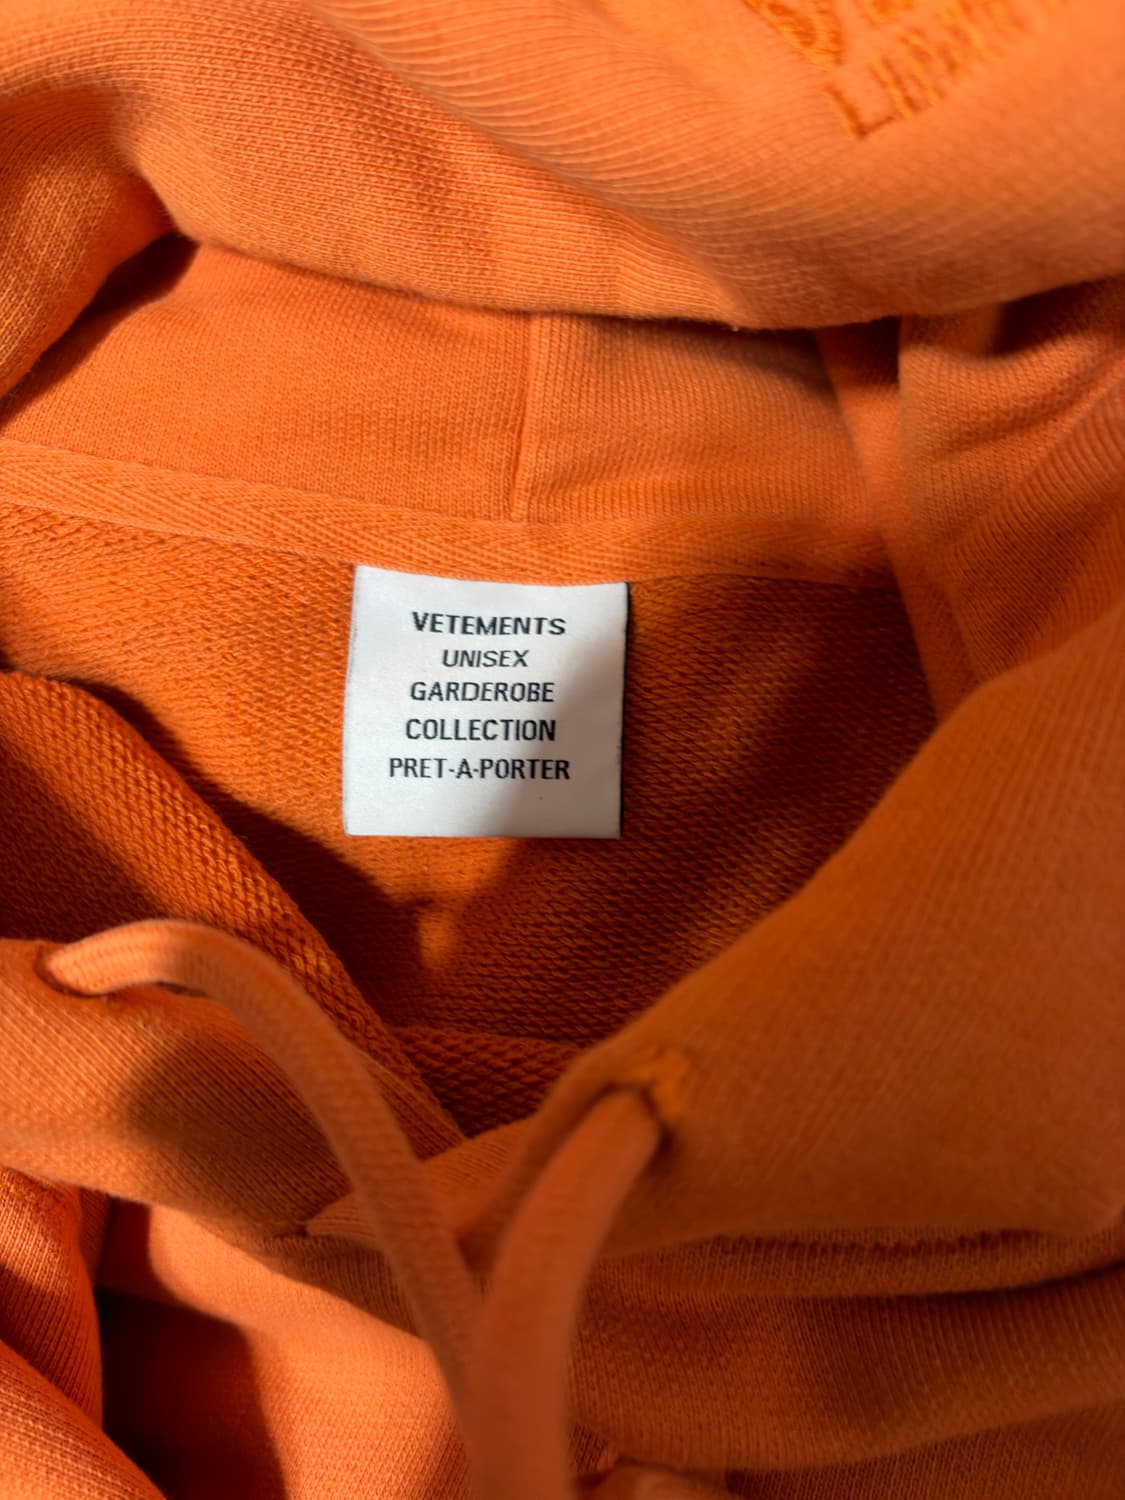 VETEMENTS
UNISEX
GARDEROBE
COLLECTION
PRET-A-PORTER